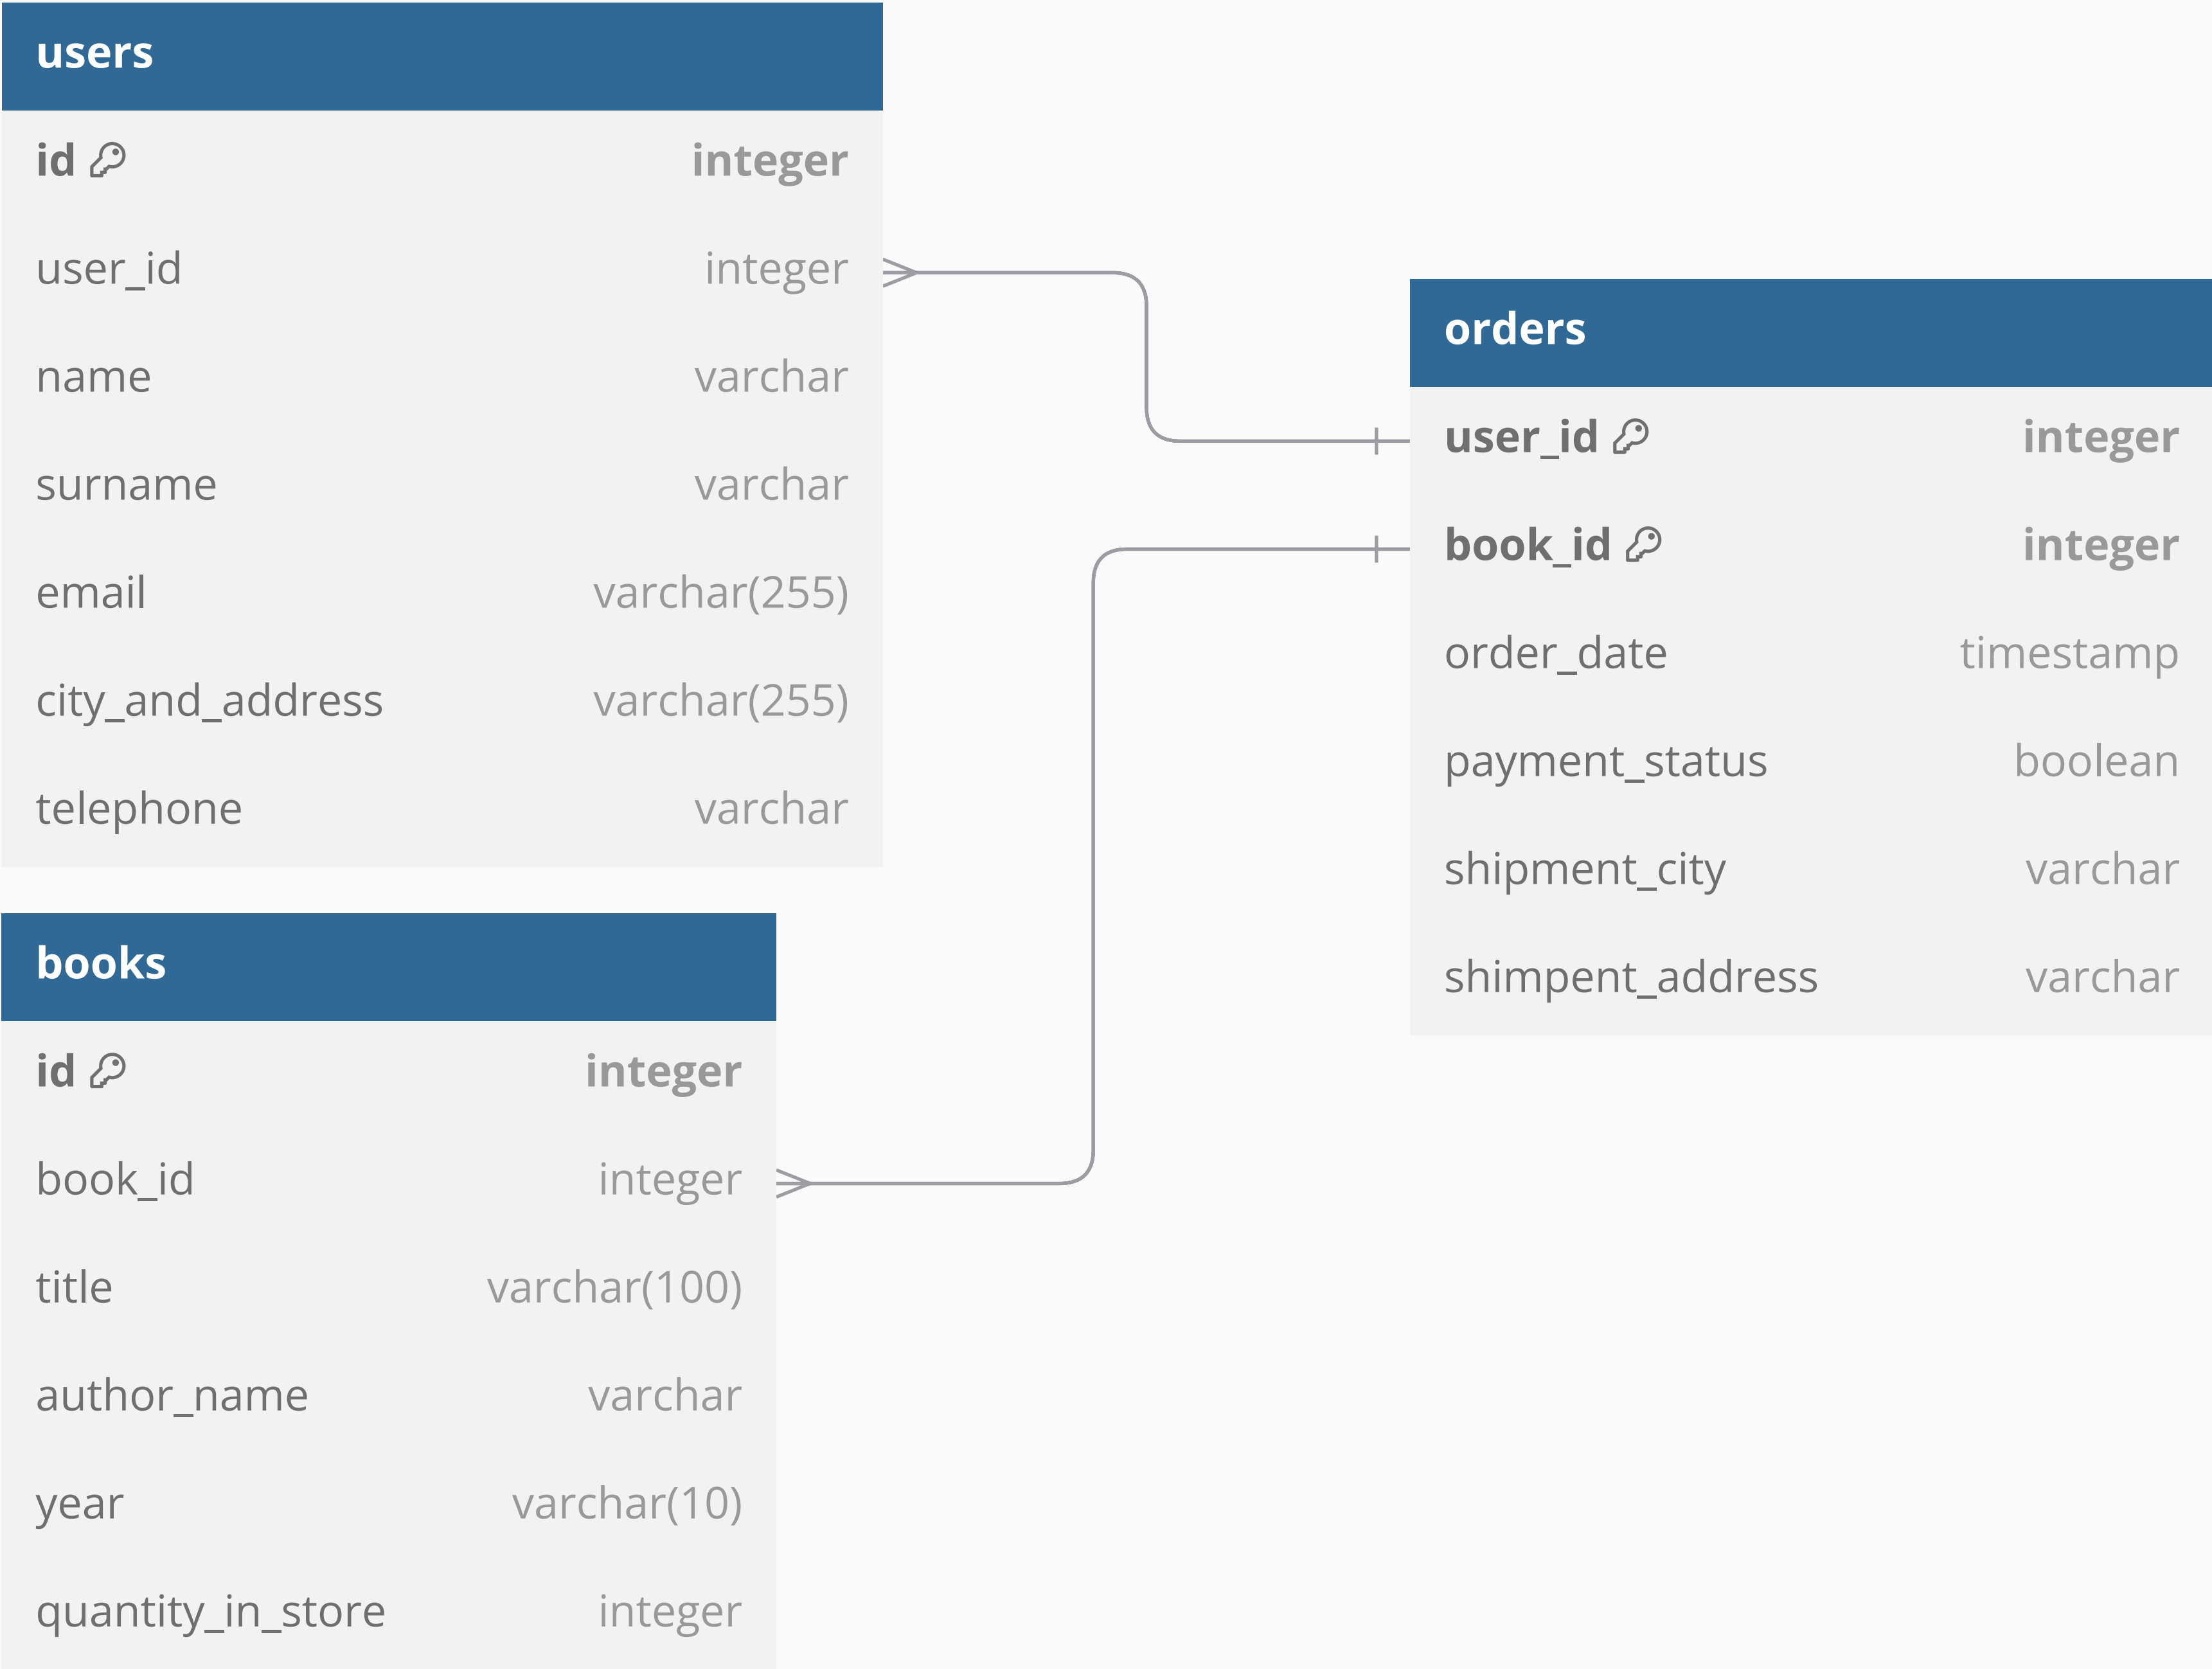 users
id integer
user_id integer
name varchar
surname varchar
email varchar(255)
city_and_address varchar(255)
telephone varchar
orders
user_id integer
book_id integer
order_date timestamp
payment_status boolean
shipment_city varchar
shimpent_address varchar
books
id integer
book_id integer
title varchar(100)
author_name varchar
year varchar(10)
quantity_in_store integer